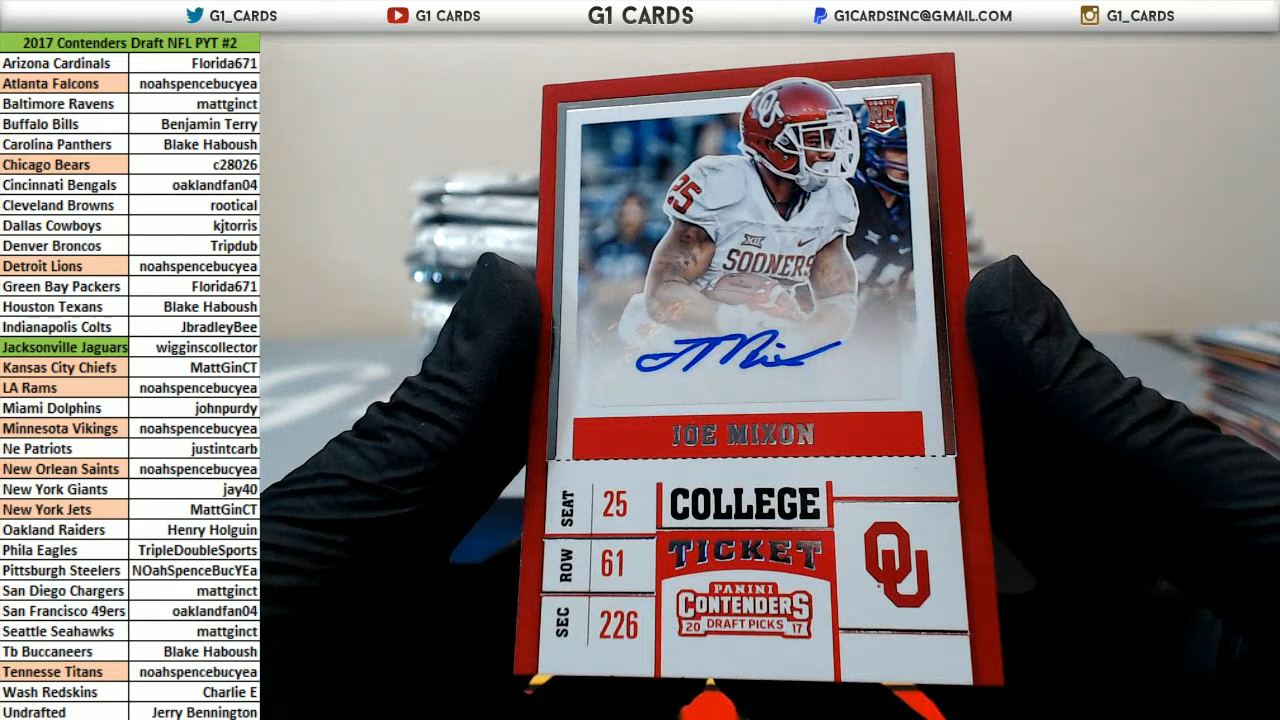 G1_CARDS G1 CARDS G1 CARDS G1CARDSINC@GMAIL.COM G1_CARDS
2017 Contenders Draft NFL PYT #2
Arizona Cardinals Florida671
Atlanta Falcons noahspencebucyea
Baltimore Ravens mattginct
Buffalo Bills Benjamin Terry
Carolina Panthers Blake Haboush
Chicago Bears c28026
Cincinnati Bengals oaklandfan04
Cleveland Browns rootical
Dallas Cowboys kjtorris
Denver Broncos Tripdub
Detroit Lions noahspencebucyea
Green Bay Packers Florida671
Houston Texans Blake Haboush
Indianapolis Colts JbradleyBee
Jacksonville Jaguars wigginscollector
Kansas City Chiefs MattGinCT
LA Rams noahspencebucyea
Miami Dolphins johnpurdy
Minnesota Vikings noahspencebucyea
Ne Patriots justintcarb
New Orlean Saints noahspencebucyea
New York Giants jay40
New York Jets MattGinCT
Oakland Raiders Henry Holguin
Phila Eagles TripleDoubleSports
Pittsburgh Steelers NOahSpenceBucYEa
San Diego Chargers mattginct
San Francisco 49ers oaklandfan04
Seattle Seahawks mattginct
Tb Buccaneers Blake Haboush
Tennesse Titans noahspencebucyea
Wash Redskins Charlie E
Undrafted Jerry Bennington
OU
RC
25
XII
SOONERS
JOE MIXON
SEAT 25
ROW 61
SEC 226
COLLEGE
TICKET
PANINI
CONTENDERS
20 DRAFT PICKS 17
OU